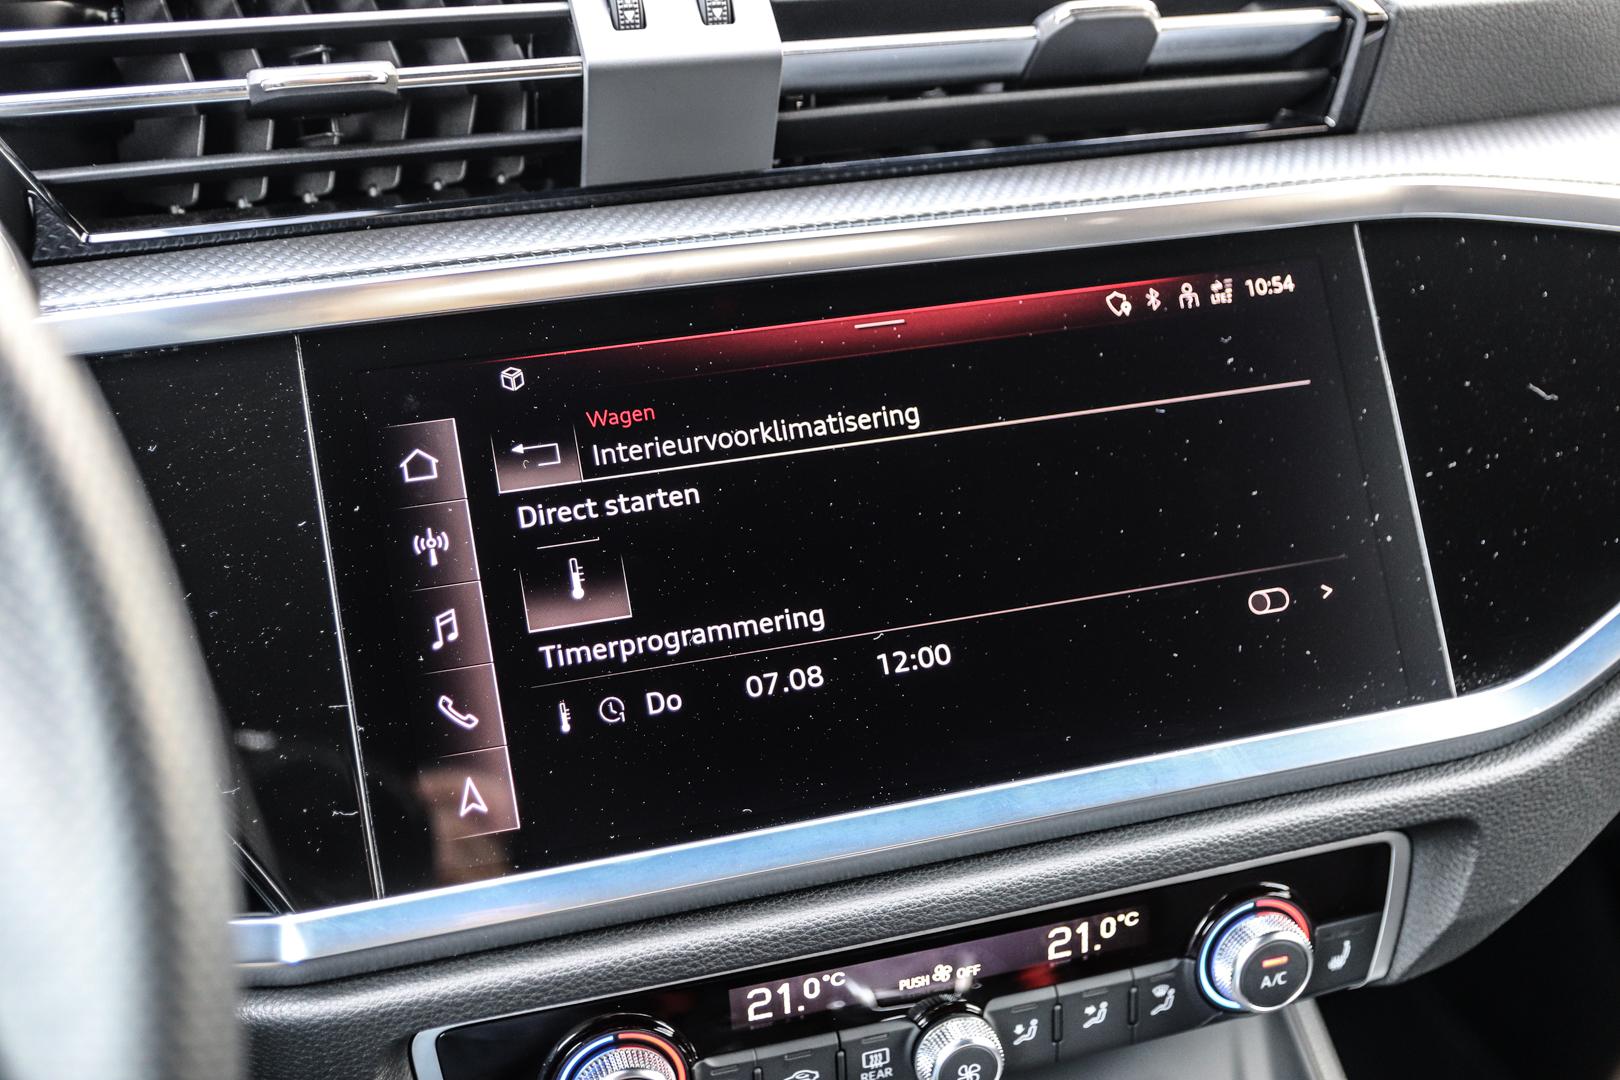 10:54
Wagen
Interieurvoorklimatisering
Direct starten
Timerprogrammering
Do 07.08 12:00
21.0°C PUSH OFF 21.0°C
A/C
REAR